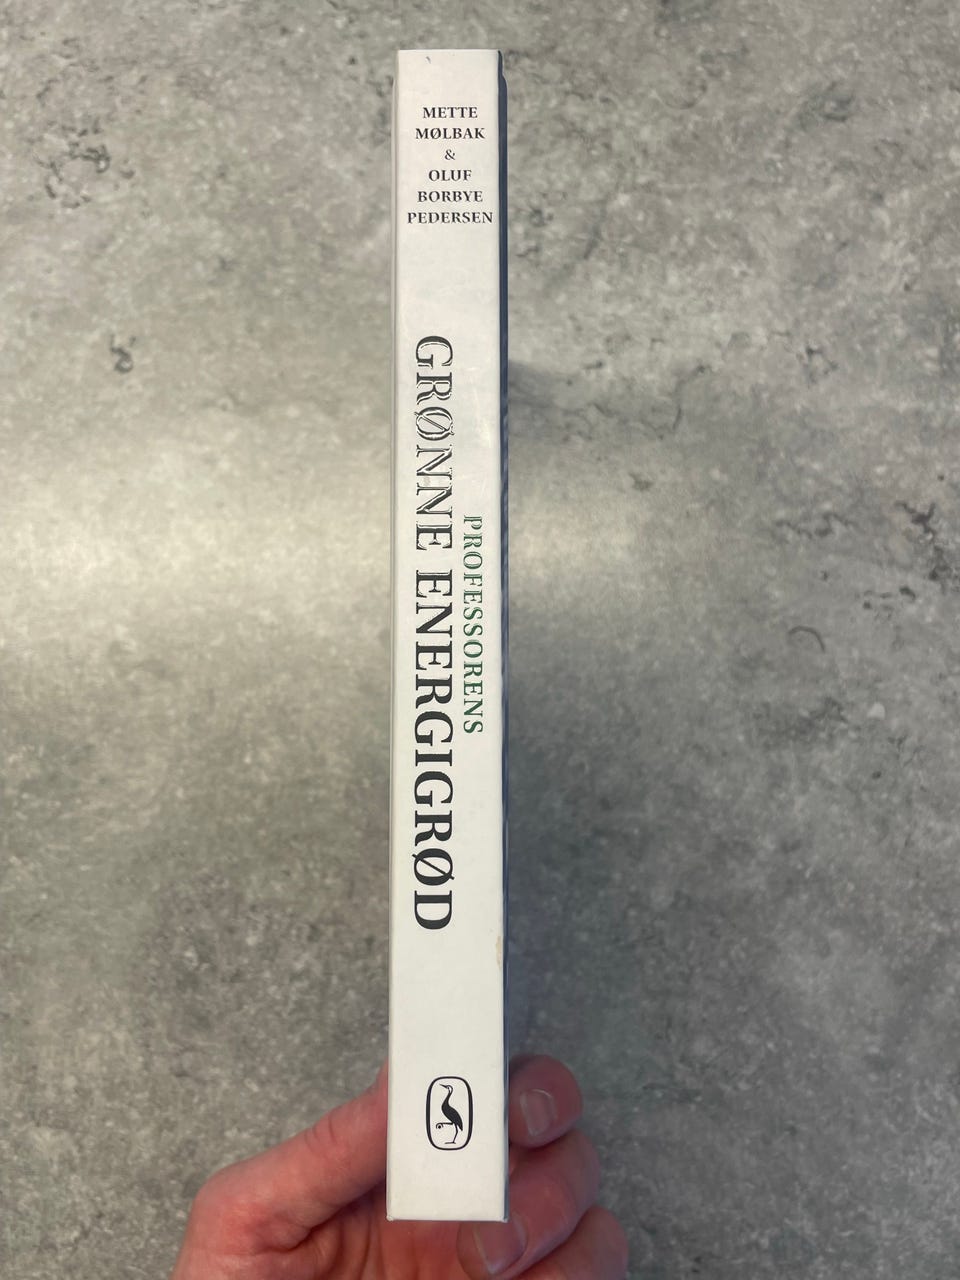 METTE
MØLBAK
&
OLUF
BORBYE
PEDERSEN
PROFESSORENS
GRØNNE ENERGIGRØD